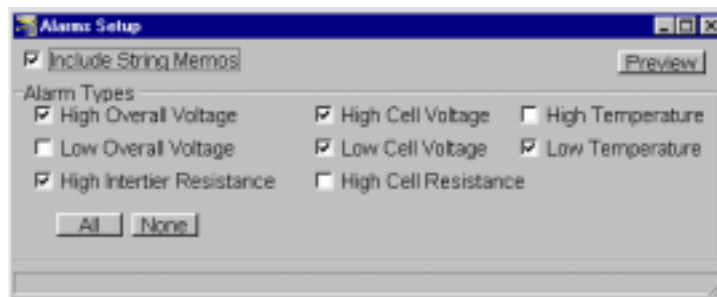 Alarms Setup
Include String Memos
Preview
Alarm Types
High Overall Voltage High Cell Voltage High Temperature
Low Overall Voltage Low Cell Voltage Low Temperature
High Intertier Resistance High Cell Resistance
All None